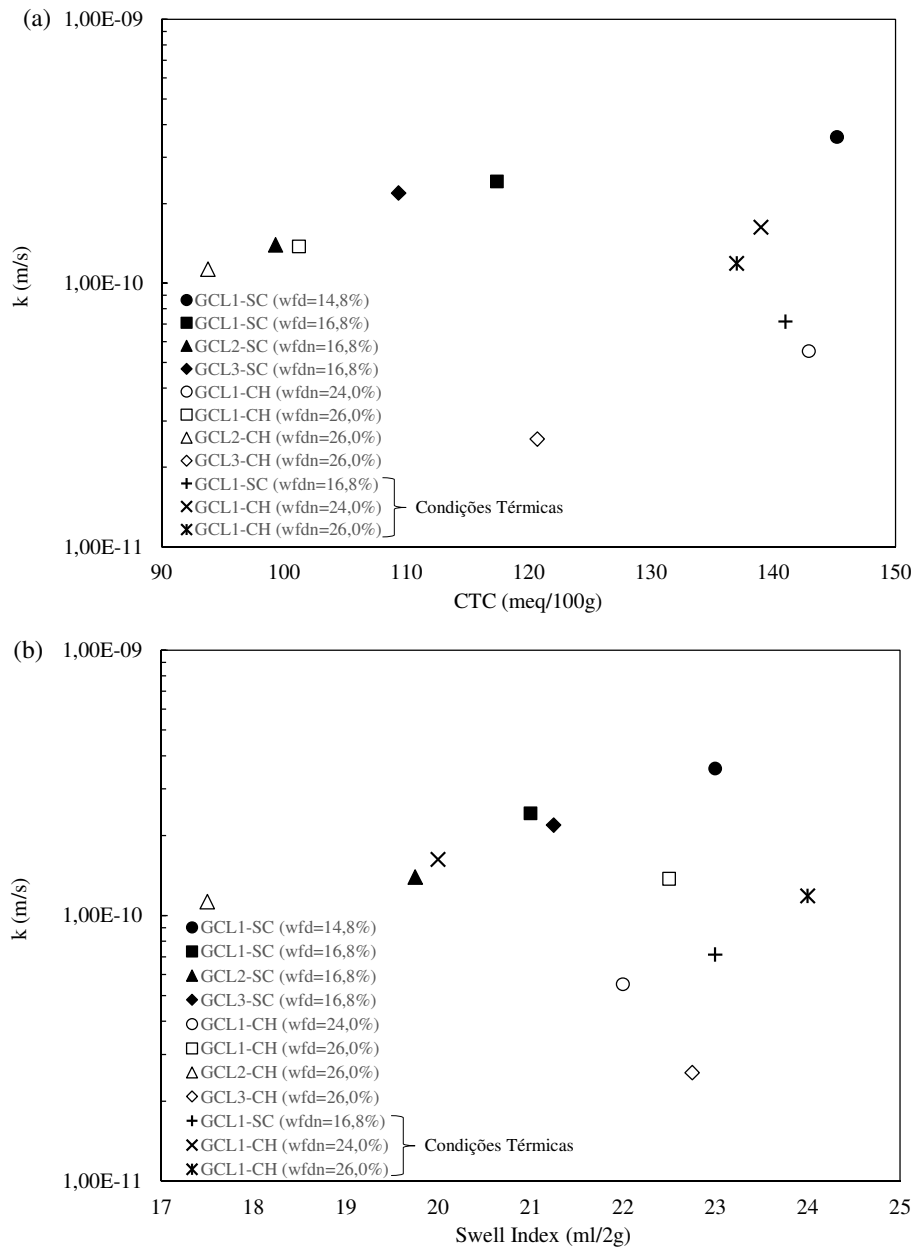 (a)
1,00E-09
k (m/s)
1,00E-10
GCL1-SC (wfd=14,8%)
GCL1-SC (wfd=16,8%)
GCL2-SC (wfdn=16,8%)
GCL3-SC (wfdn=16,8%)
GCL1-CH (wfdn=24,0%)
GCL1-CH (wfdn=26,0%)
GCL2-CH (wfdn=26,0%)
GCL3-CH (wfdn=26,0%)
GCL1-SC (wfdn=16,8%)
GCL1-CH (wfdn=24,0%) Condições Térmicas
GCL1-CH (wfdn=26,0%)
1,00E-11
90 100 110 120 130 140 150
CTC (meq/100g)
(b)
1,00E-09
k (m/s)
1,00E-10
GCL1-SC (wfd=14,8%)
GCL1-SC (wfd=16,8%)
GCL2-SC (wfd=16,8%)
GCL3-SC (wfd=16,8%)
GCL1-CH (wfd=24,0%)
GCL1-CH (wfd=26,0%)
GCL2-CH (wfd=26,0%)
GCL3-CH (wfd=26,0%)
GCL1-SC (wfdn=16,8%)
GCL1-CH (wfdn=24,0%) Condições Térmicas
GCL1-CH (wfdn=26,0%)
1,00E-11
17 18 19 20 21 22 23 24 25
Swell Index (ml/2g)